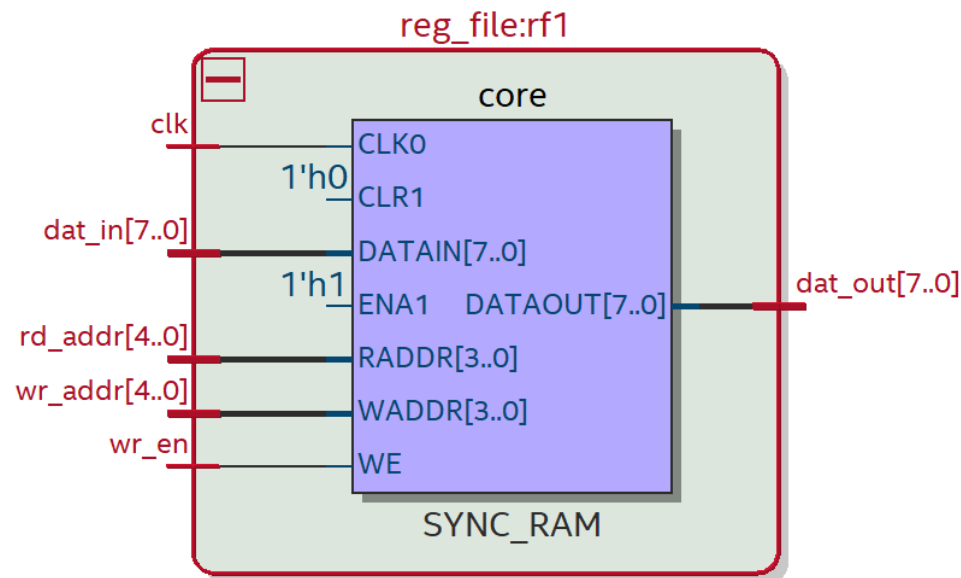 reg_file:rf1
core
clk
CLK0
1'h0
CLR1
dat_in[7..0]
DATAIN[7..0]
1'h1
ENA1
DATAOUT[7..0]
dat_out[7..0]
rd_addr[4..0]
RADDR[3..0]
wr_addr[4..0]
WADDR[3..0]
wr_en
WE
SYNC_RAM